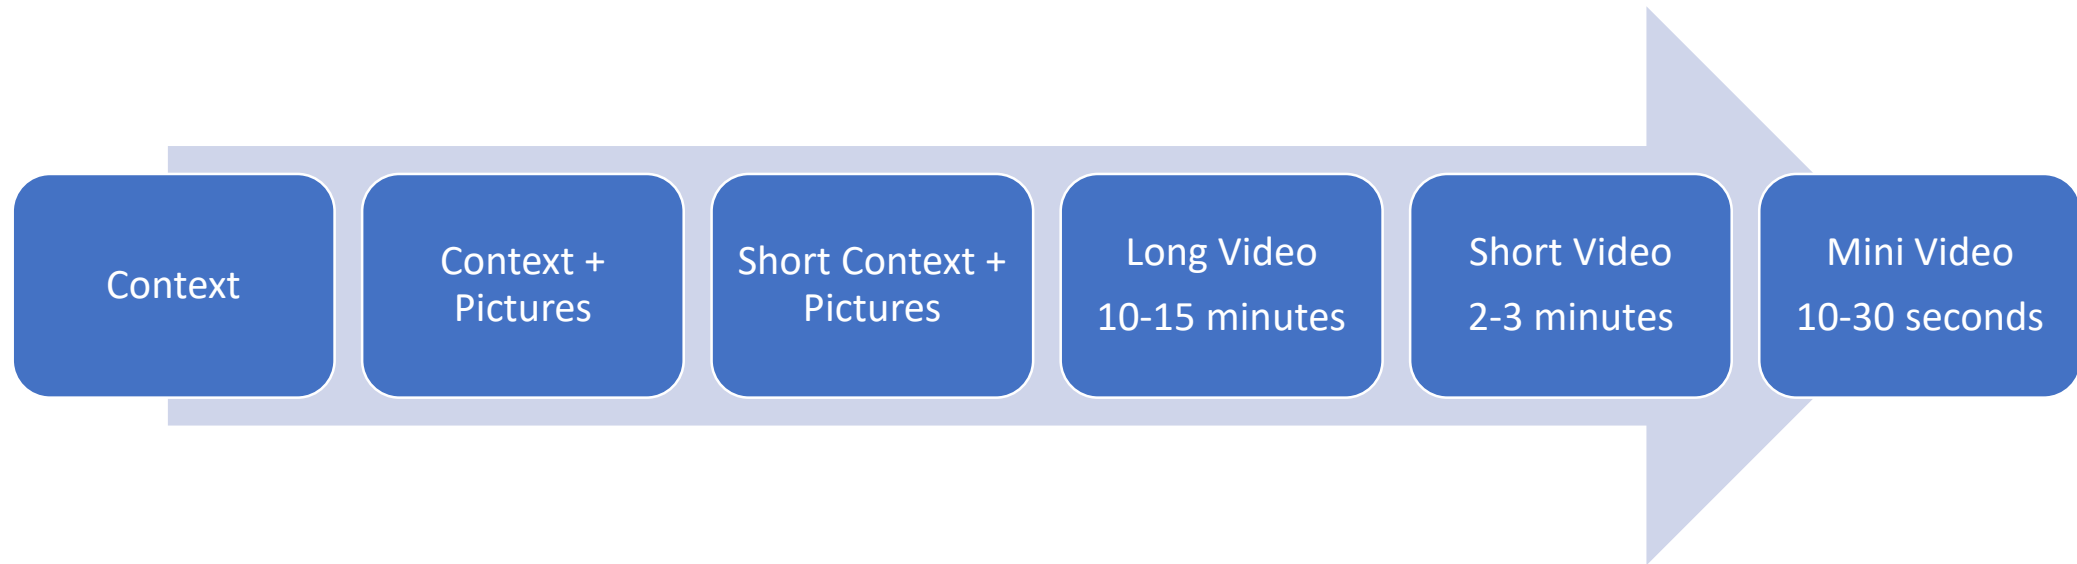 Context
Context +
Pictures
Short Context +
Pictures
Long Video
10-15 minutes
Short Video
2-3 minutes
Mini Video
10-30 seconds